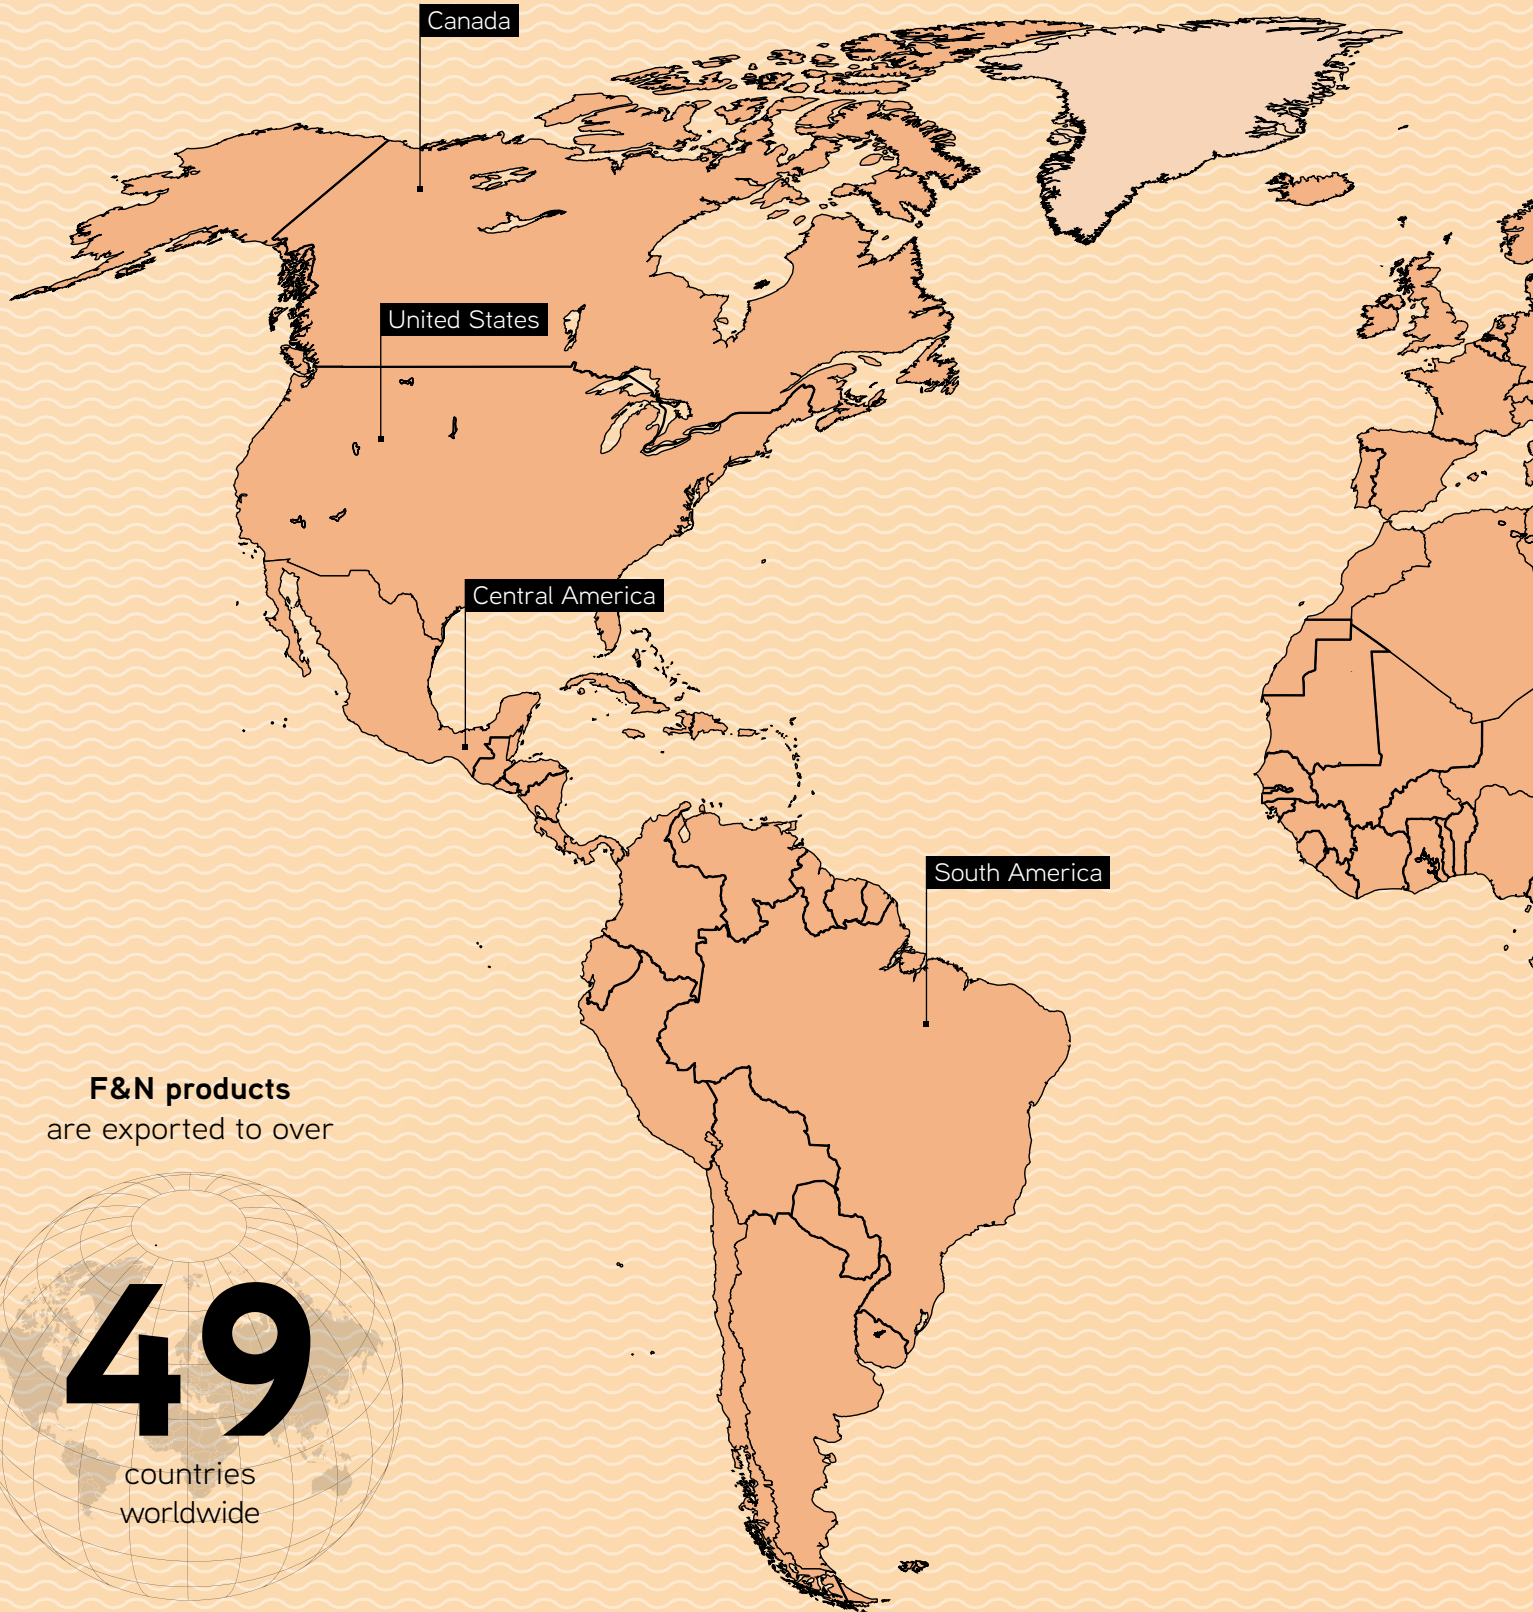 Canada
United States
Central America
South America
F&N products
are exported to over
49
countries
worldwide